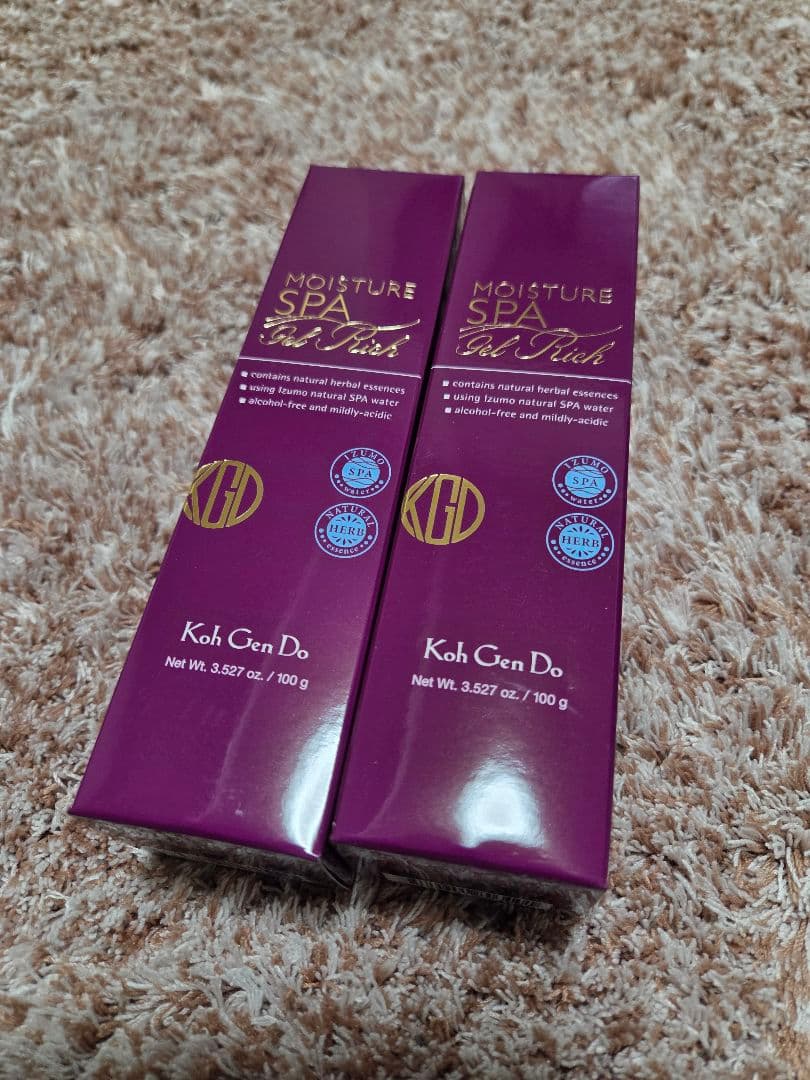 MOISTURE
SPA
Gel Rich
contains natural herbal essences
using Izumo natural SPA water
alcohol-free and mildly-acidic
KGD
IZUMO
SPA
water
NATURAL
HERB
essence
Koh Gen Do
Net Wt. 3.527 oz. / 100 g
MOISTURE
SPA
Gel Rich
contains natural herbal essences
using Izumo natural SPA water
alcohol-free and mildly-acidic
KGD
IZUMO
SPA
water
NATURAL
HERB
essence
Koh Gen Do
Net Wt. 3.527 oz. / 100 g